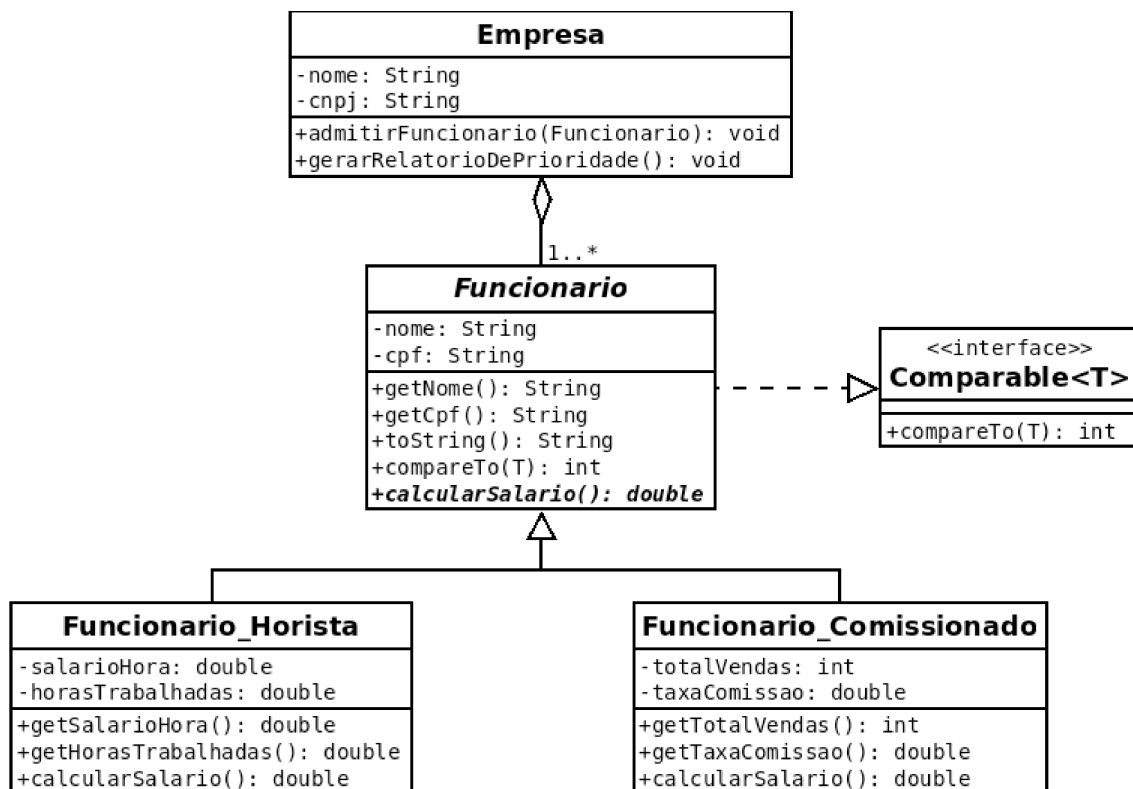 Empresa
-nome: String
-cnpj: String
+admitirFuncionario(Funcionario): void
+gerarRelatorioDePrioridade(): void
1..*
Funcionario
-nome: String
-cpf: String
+getNome(): String
+getCpf(): String
+toString(): String
+compareTo(T): int
+calcularSalario(): double
<<interface>>
Comparable<T>
+compareTo(T): int
Funcionario_Horista
-salarioHora: double
-horasTrabalhadas: double
+getSalarioHora(): double
+getHorasTrabalhadas(): double
+calcularSalario(): double
Funcionario_Comissionado
-totalVendas: int
-taxaComissao: double
+getTotalVendas(): int
+getTaxaComissao(): double
+calcularSalario(): double